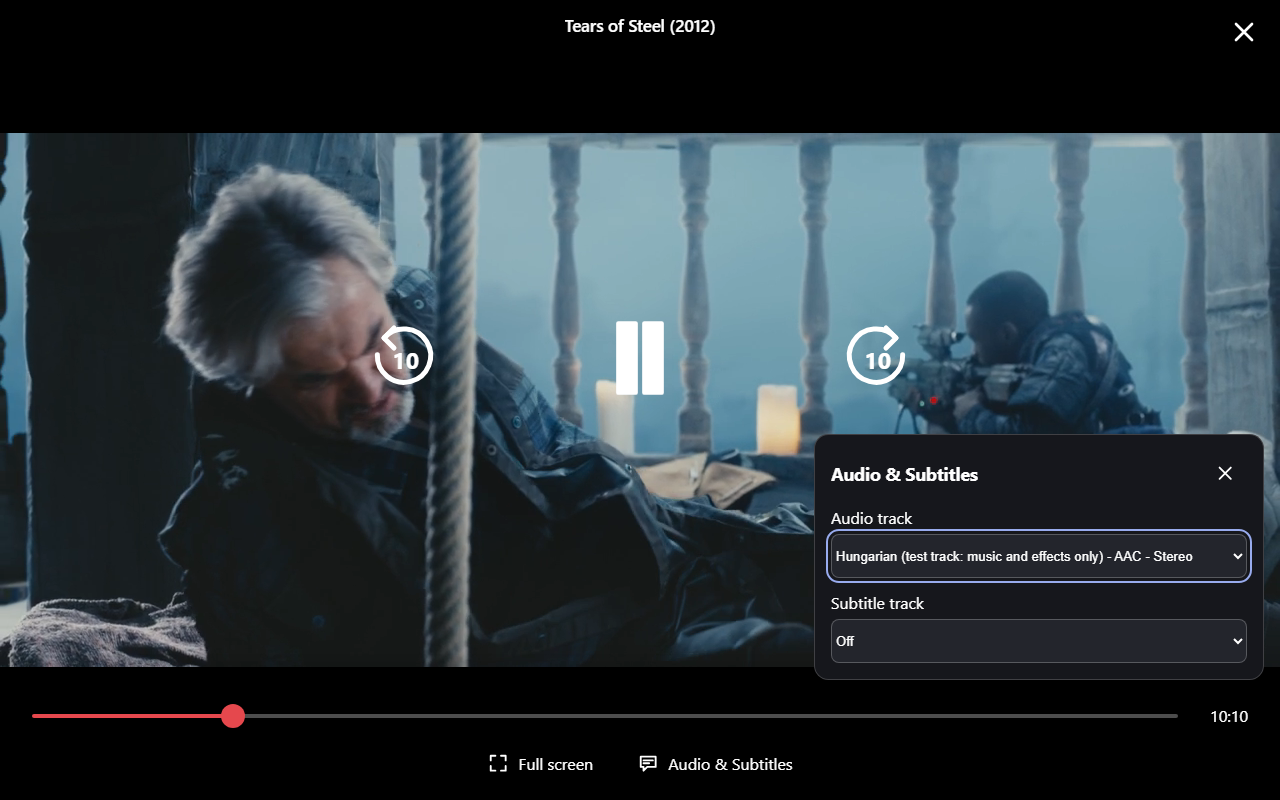 Tears of Steel (2012)
10
10
Audio & Subtitles
Audio track
Hungarian (test track: music and effects only) - AAC - Stereo
Subtitle track
Off
10:10
Full screen
Audio & Subtitles